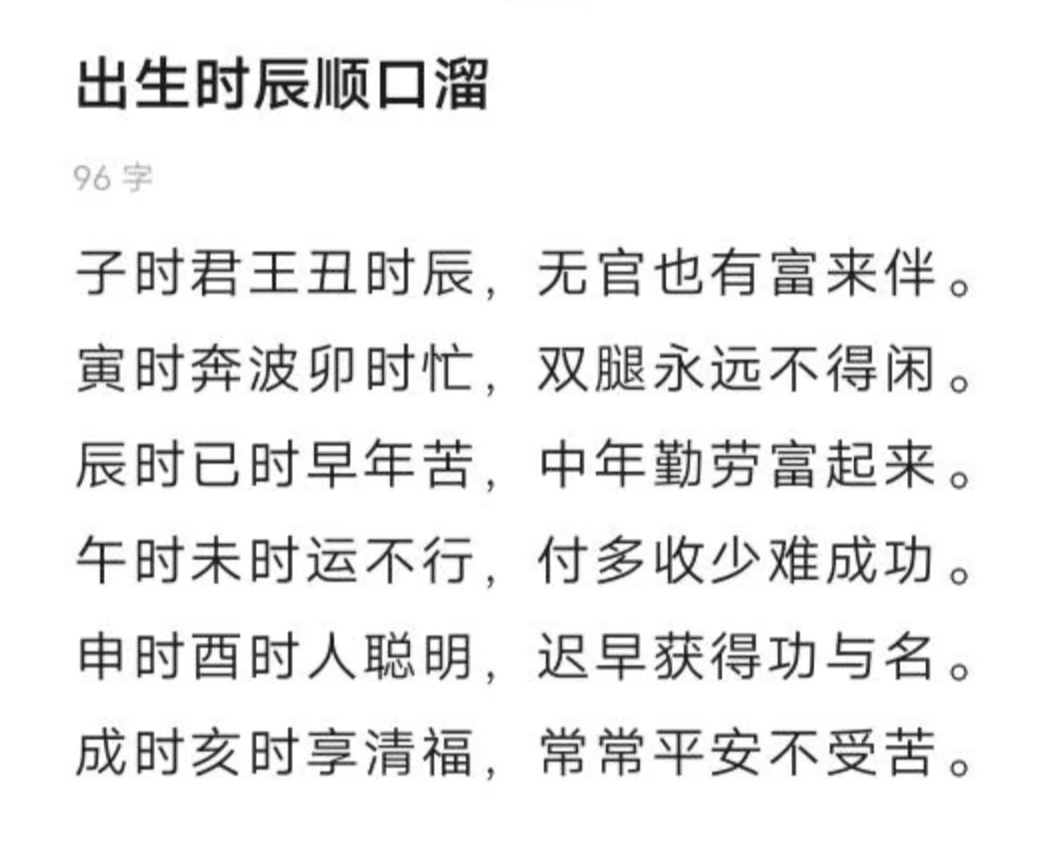 出生时辰顺口溜
96 字
子时君王丑时辰，无官也有富来伴。
寅时奔波卯时忙，双腿永远不得闲。
辰时已时早年苦，中年勤劳富起来。
午时未时运不行，付多收少难成功。
申时酉时人聪明，迟早获得功与名。
成时亥时享清福，常常平安不受苦。